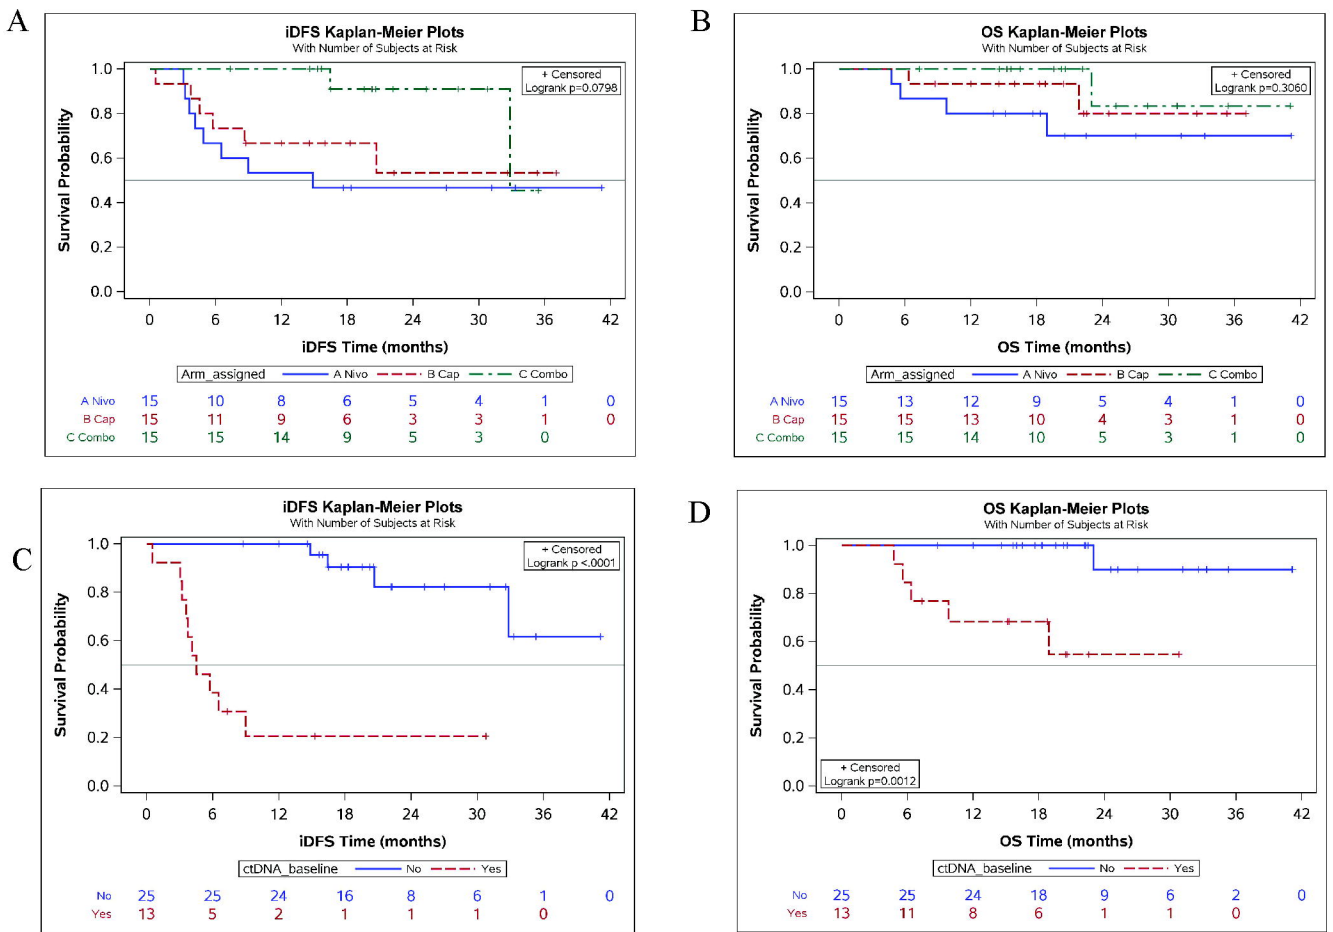 A
iDFS Kaplan-Meier Plots
With Number of Subjects at Risk
+ Censored
Logrank p=0.0798
Survival Probability
1.0
0.8
0.6
0.4
0.2
0.0
0 6 12 18 24 30 36 42
iDFS Time (months)
Arm_assigned A Nivo B Cap C Combo
A Nivo 15 10 8 6 5 4 1 0
B Cap 15 11 9 6 3 3 1 0
C Combo 15 15 14 9 5 3 0
B
OS Kaplan-Meier Plots
With Number of Subjects at Risk
+ Censored
Logrank p=0.3060
Survival Probability
1.0
0.8
0.6
0.4
0.2
0.0
0 6 12 18 24 30 36 42
OS Time (months)
Arm_assigned A Nivo B Cap C Combo
A Nivo 15 13 12 9 5 4 1 0
B Cap 15 15 13 10 4 3 1 0
C Combo 15 15 14 10 5 3 1 0
C
iDFS Kaplan-Meier Plots
With Number of Subjects at Risk
+ Censored
Logrank p <.0001
Survival Probability
1.0
0.8
0.6
0.4
0.2
0.0
0 6 12 18 24 30 36 42
iDFS Time (months)
ctDNA_baseline No Yes
No 25 25 24 16 8 6 1 0
Yes 13 5 2 1 1 1 0
D
OS Kaplan-Meier Plots
With Number of Subjects at Risk
Survival Probability
1.0
0.8
0.6
0.4
0.2
0.0
+ Censored
Logrank p=0.0012
0 6 12 18 24 30 36 42
OS Time (months)
ctDNA_baseline No Yes
No 25 25 24 18 9 6 2 0
Yes 13 11 8 6 1 1 0